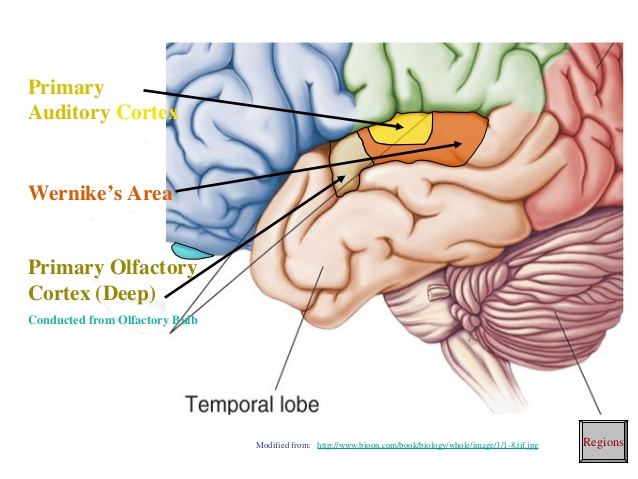 Primary
Auditory Cortex
Wernike’s Area
Primary Olfactory
Cortex (Deep)
Conducted from Olfactory Bulb
Temporal lobe
Modified from: http://www.bioon.com/book/biology/whole/image/1/1-8.tif.jpg
Regions